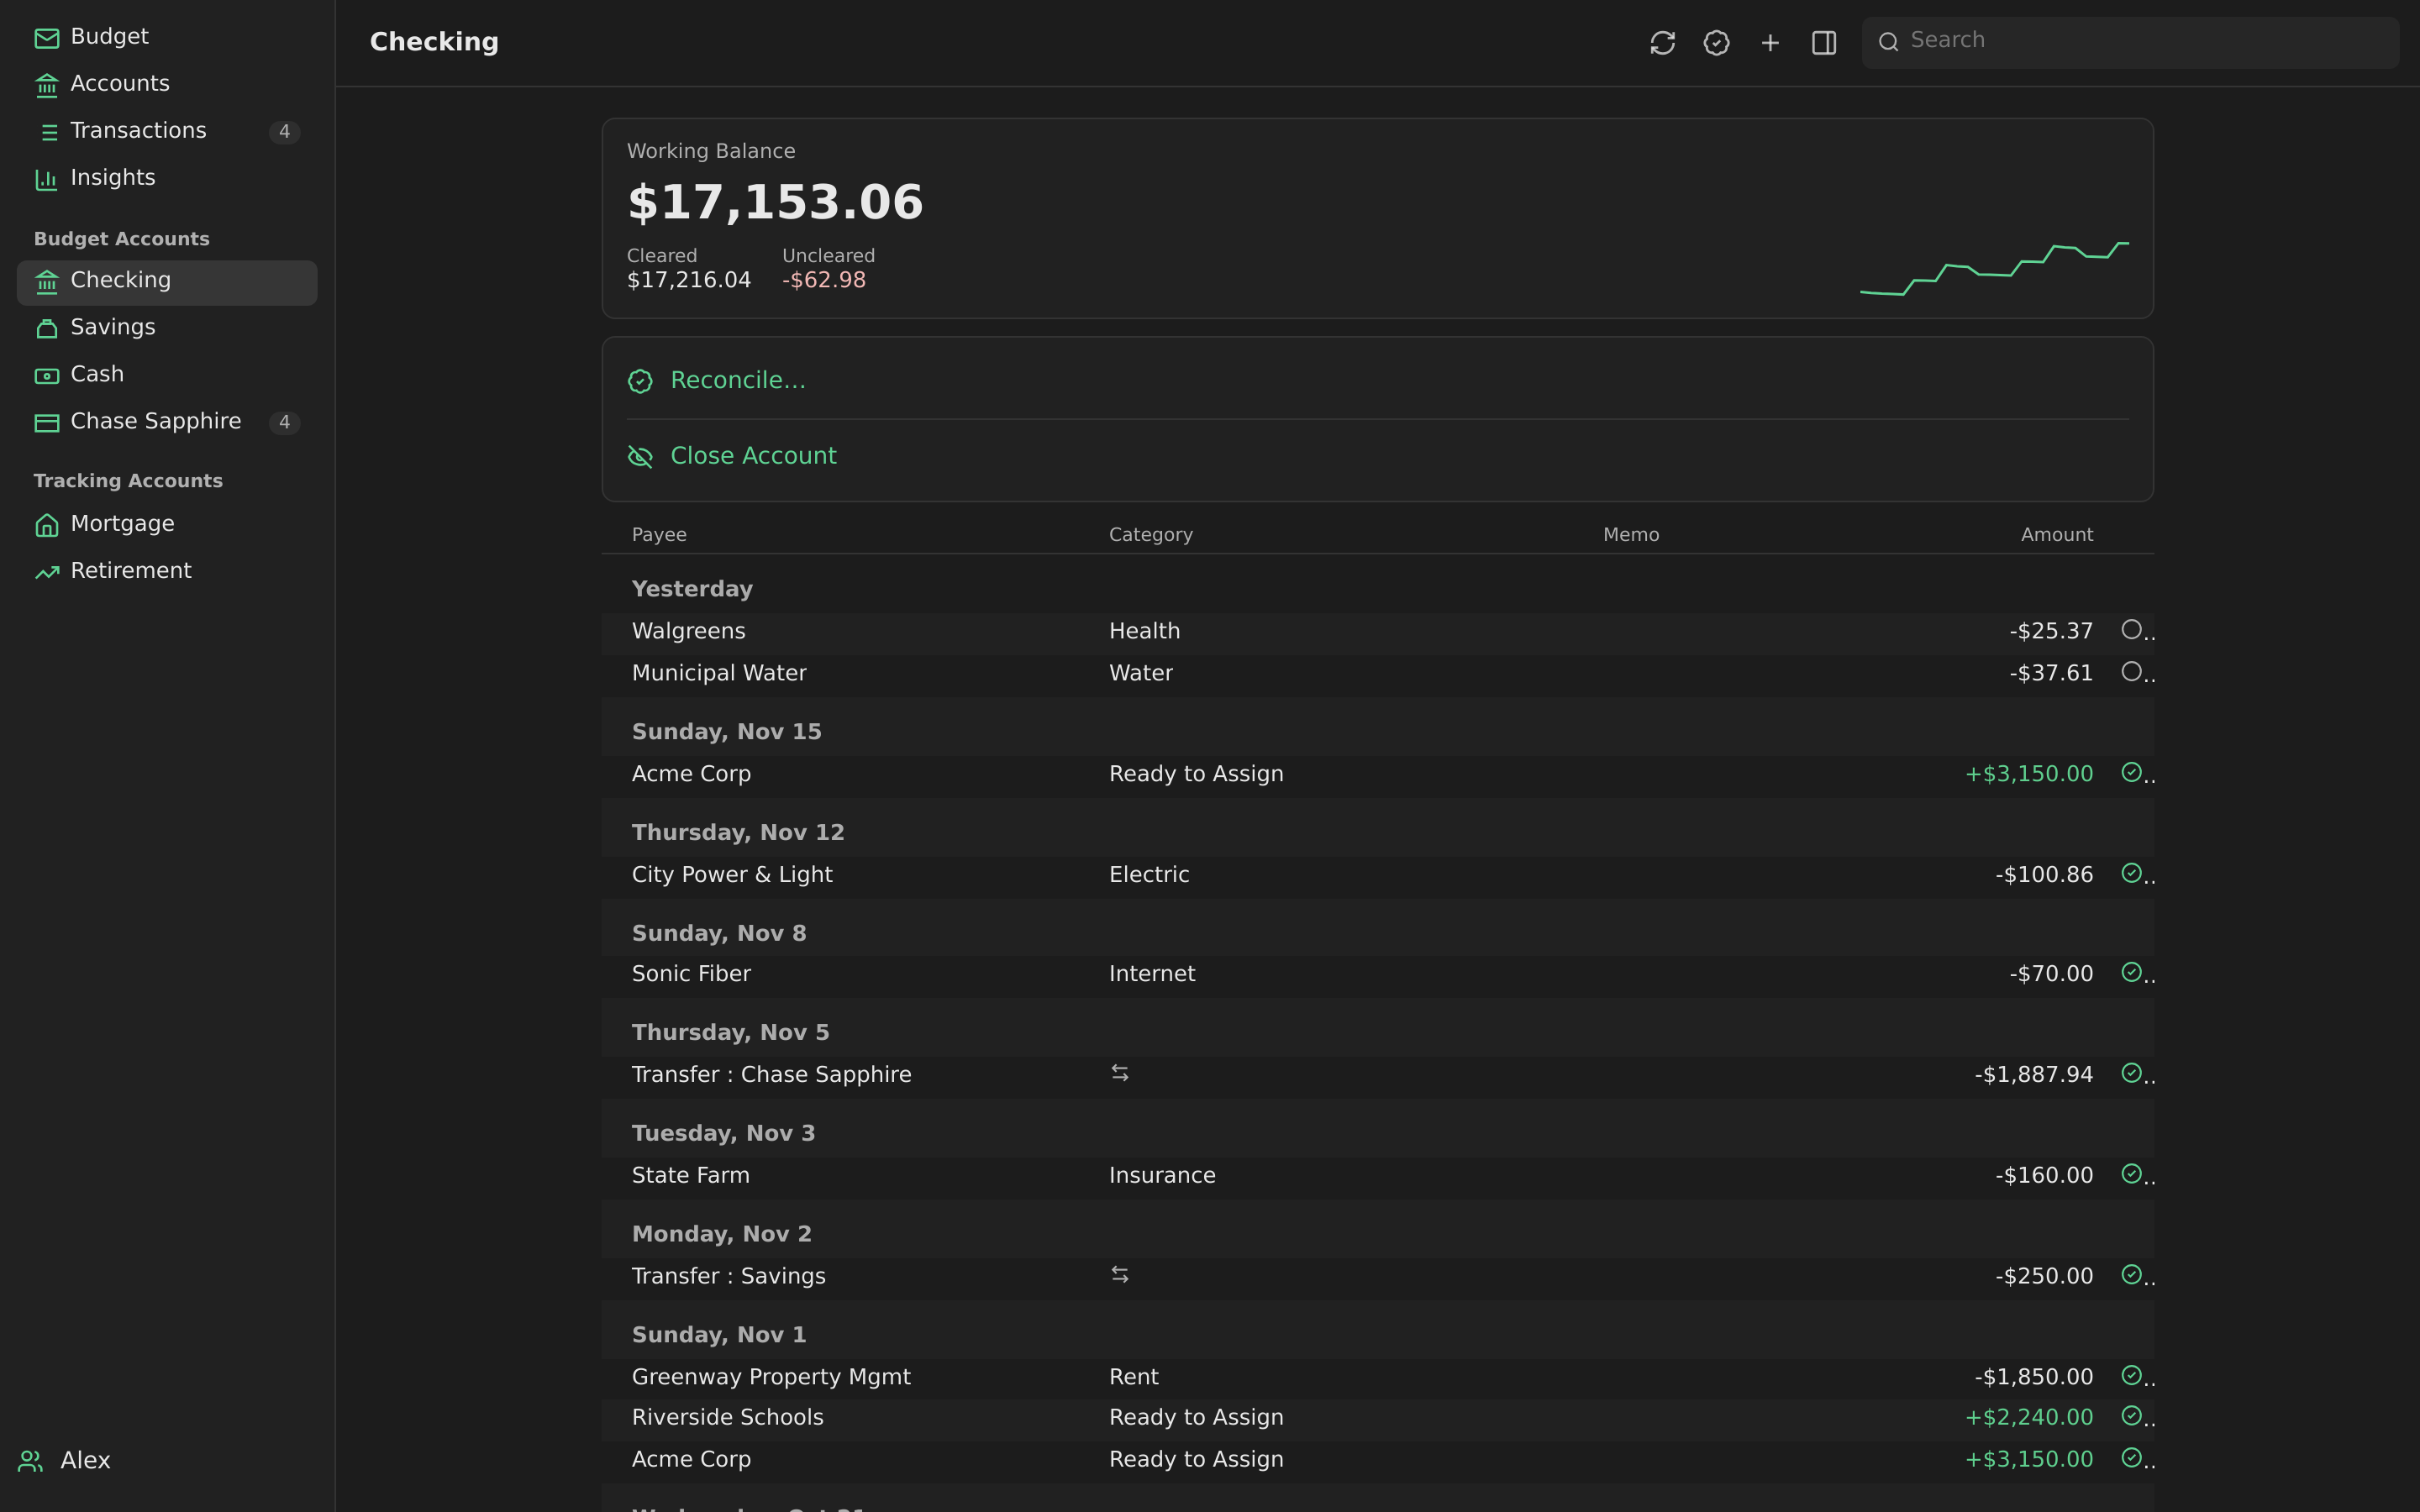 Budget
Accounts
Transactions 4
Insights
Budget Accounts
Checking
Savings
Cash
Chase Sapphire 4
Tracking Accounts
Mortgage
Retirement
Alex
Checking
Search
Working Balance
$17,153.06
Cleared Uncleared
$17,216.04 -$62.98
Reconcile...
Close Account
Payee Category Memo Amount
Yesterday
Walgreens Health -$25.37 ..
Municipal Water Water -$37.61 ..
Sunday, Nov 15
Acme Corp Ready to Assign +$3,150.00 ..
Thursday, Nov 12
City Power & Light Electric -$100.86 ..
Sunday, Nov 8
Sonic Fiber Internet -$70.00 ..
Thursday, Nov 5
Transfer : Chase Sapphire -$1,887.94 ..
Tuesday, Nov 3
State Farm Insurance -$160.00 ..
Monday, Nov 2
Transfer : Savings -$250.00 ..
Sunday, Nov 1
Greenway Property Mgmt Rent -$1,850.00 ..
Riverside Schools Ready to Assign +$2,240.00 ..
Acme Corp Ready to Assign +$3,150.00 ..